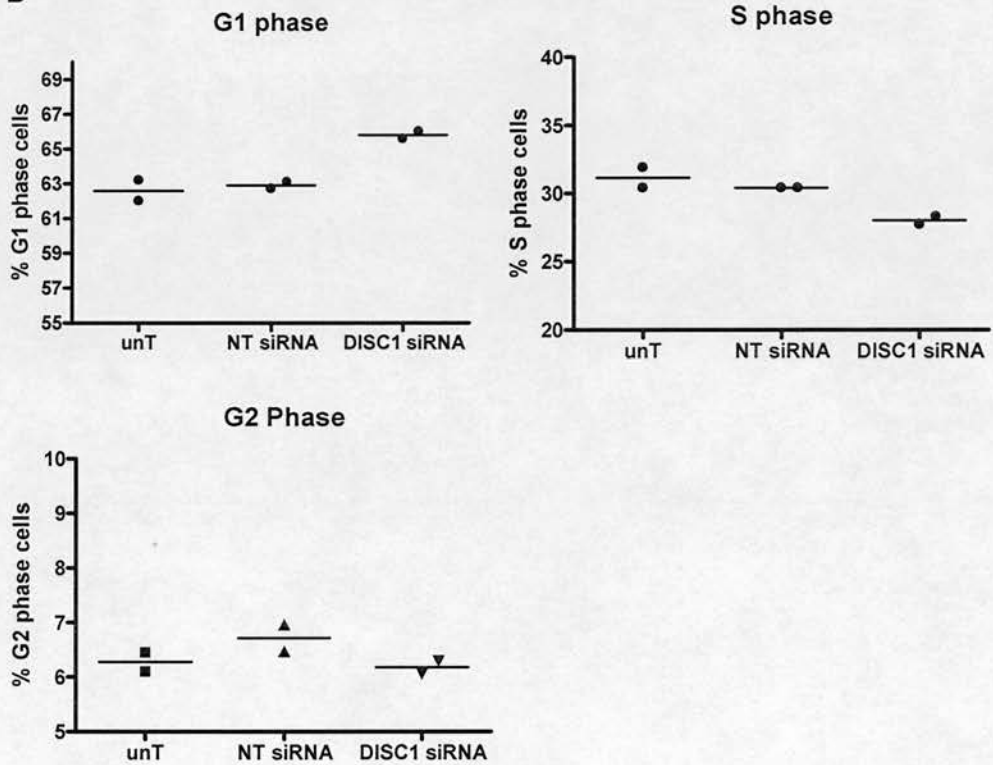 G1 phase
% G1 phase cells
69
67
65
63
61
59
57
55
unT NT siRNA DISC1 siRNA
S phase
% S phase cells
40
35
30
25
20
unT NT siRNA DISC1 siRNA
G2 Phase
% G2 phase cells
10
9
8
7
6
5
unT NT siRNA DISC1 siRNA